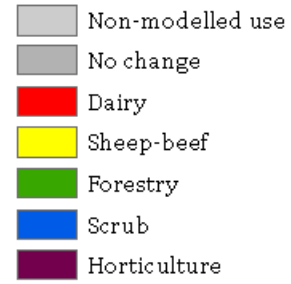 Non-modelled use
No change
Dairy
Sheep-beef
Forestry
Scrub
Horticulture